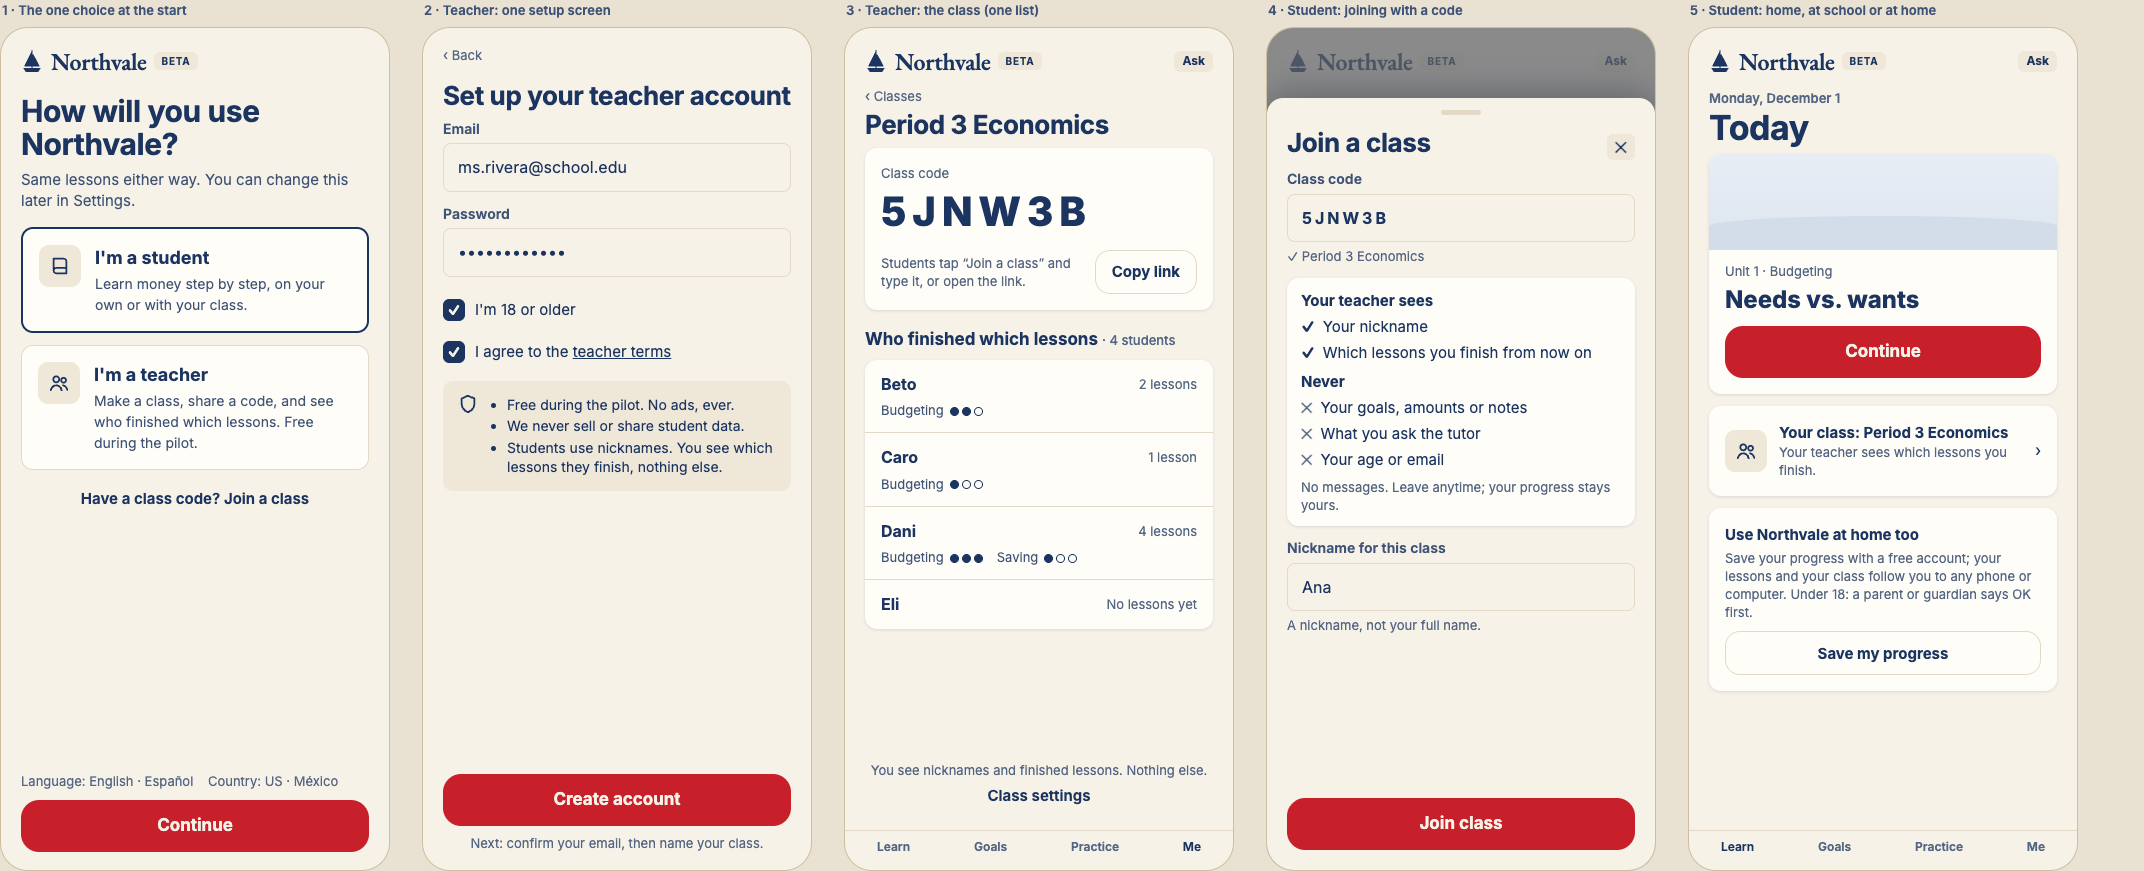 1 · The one choice at the start
Northvale BETA
How will you use
Northvale?
Same lessons either way. You can change this
later in Settings.
I'm a student
Learn money step by step, on your
own or with your class.
I'm a teacher
Make a class, share a code, and see
who finished which lessons. Free
during the pilot.
Have a class code? Join a class
Language: English · Español Country: US · México
Continue
2 · Teacher: one setup screen
‹ Back
Set up your teacher account
Email
ms.rivera@school.edu
Password
••••••••••••
I'm 18 or older
I agree to the teacher terms
• Free during the pilot. No ads, ever.
• We never sell or share student data.
• Students use nicknames. You see which
lessons they finish, nothing else.
Create account
Next: confirm your email, then name your class.
3 · Teacher: the class (one list)
Northvale BETA Ask
‹ Classes
Period 3 Economics
Class code
5JNW3B
Students tap “Join a class” and
type it, or open the link.
Copy link
Who finished which lessons · 4 students
Beto 2 lessons
Budgeting
Caro 1 lesson
Budgeting
Dani 4 lessons
Budgeting Saving
Eli No lessons yet
You see nicknames and finished lessons. Nothing else.
Class settings
Learn Goals Practice Me
4 · Student: joining with a code
Northvale BETA Ask
Join a class
Class code
5JNW3B
✓ Period 3 Economics
Your teacher sees
✓ Your nickname
✓ Which lessons you finish from now on
Never
✕ Your goals, amounts or notes
✕ What you ask the tutor
✕ Your age or email
No messages. Leave anytime; your progress stays
yours.
Nickname for this class
Ana
A nickname, not your full name.
Join class
5 · Student: home, at school or at home
Northvale BETA Ask
Monday, December 1
Today
Unit 1 · Budgeting
Needs vs. wants
Continue
Your class: Period 3 Economics
Your teacher sees which lessons you
finish.
›
Use Northvale at home too
Save your progress with a free account; your
lessons and your class follow you to any phone or
computer. Under 18: a parent or guardian says OK
first.
Save my progress
Learn Goals Practice Me